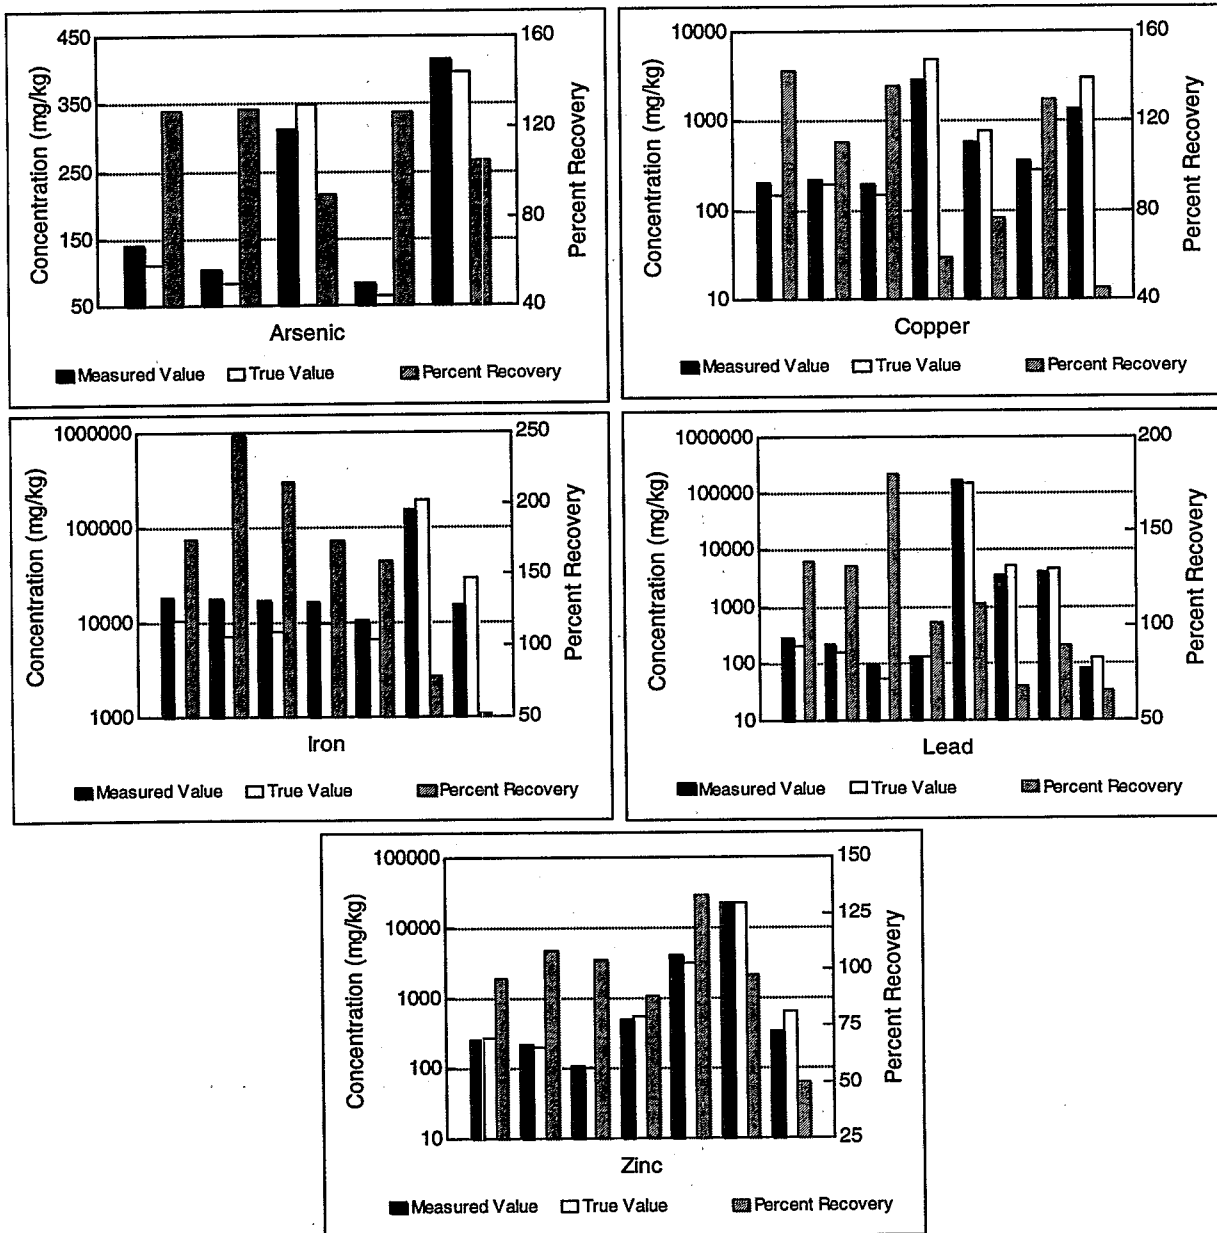 450
350
250
150
50
160
120
80
40
Concentration (mg/kg)
Percent Recovery
Arsenic
Measured Value True Value Percent Recovery
10000
1000
100
10
160
120
80
40
Concentration (mg/kg)
Percent Recovery
Copper
Measured Value True Value Percent Recovery
1000000
100000
10000
1000
250
200
150
100
50
Concentration (mg/kg)
Percent Recovery
Iron
Measured Value True Value Percent Recovery
1000000
100000
10000
1000
100
10
200
150
100
50
Concentration (mg/kg)
Percent Recovery
Lead
Measured Value True Value Percent Recovery
100000
10000
1000
100
10
150
125
100
75
50
25
Concentration (mg/kg)
Percent Recovery
Zinc
Measured Value True Value Percent Recovery